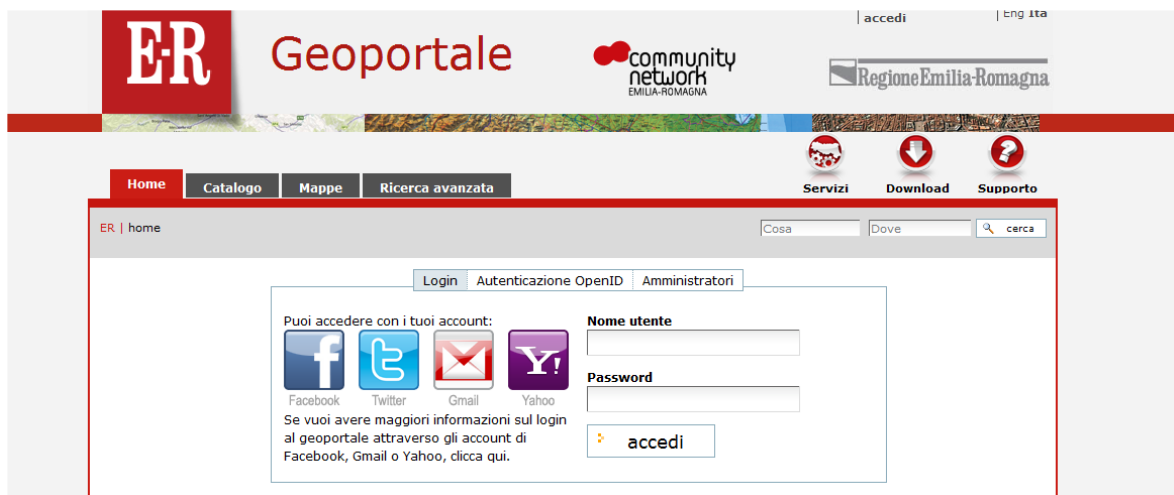 accedi | Eng Ita
E-R Geoportale
community
network
EMILIA-ROMAGNA
RegioneEmilia-Romagna
Servizi Download Supporto
Home Catalogo Mappe Ricerca avanzata
ER | home
Cosa Dove cerca
Login Autenticazione OpenID Amministratori
Puoi accedere con i tuoi account:
Facebook Twitter Gmail Yahoo
Se vuoi avere maggiori informazioni sul login
al geoportale attraverso gli account di
Facebook, Gmail o Yahoo, clicca qui.
Nome utente
Password
accedi